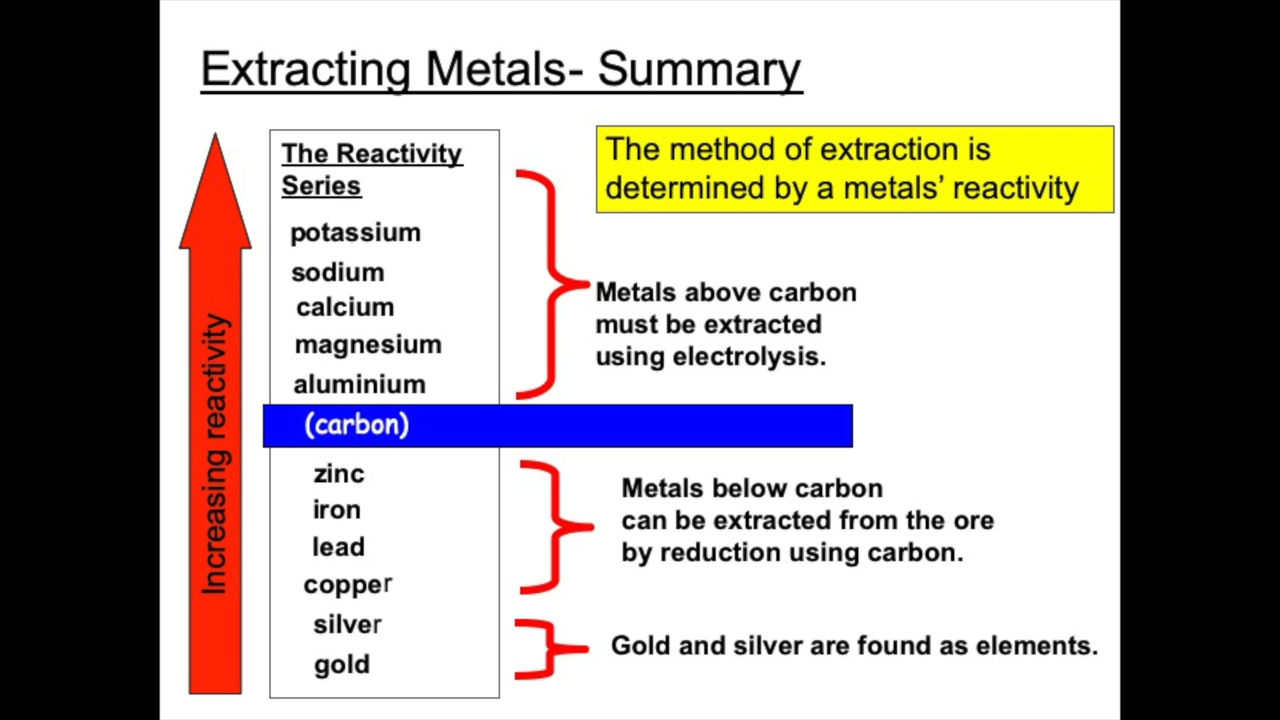 Extracting Metals- Summary
The method of extraction is
determined by a metals’ reactivity
Increasing reactivity
The Reactivity
Series
potassium
sodium
calcium
magnesium
aluminium
Metals above carbon
must be extracted
using electrolysis.
(carbon)
zinc
iron
lead
copper
Metals below carbon
can be extracted from the ore
by reduction using carbon.
silver
gold
Gold and silver are found as elements.